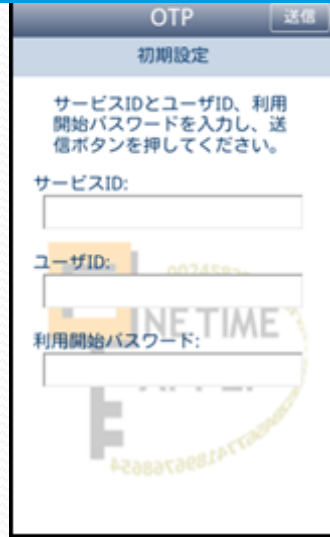 OTP
送信
初期設定
サービスIDとユーザID、利用
開始パスワードを入力し、送
信ボタンを押してください。
サービスID:
ユーザID:
NE TIME
利用開始パスワード: